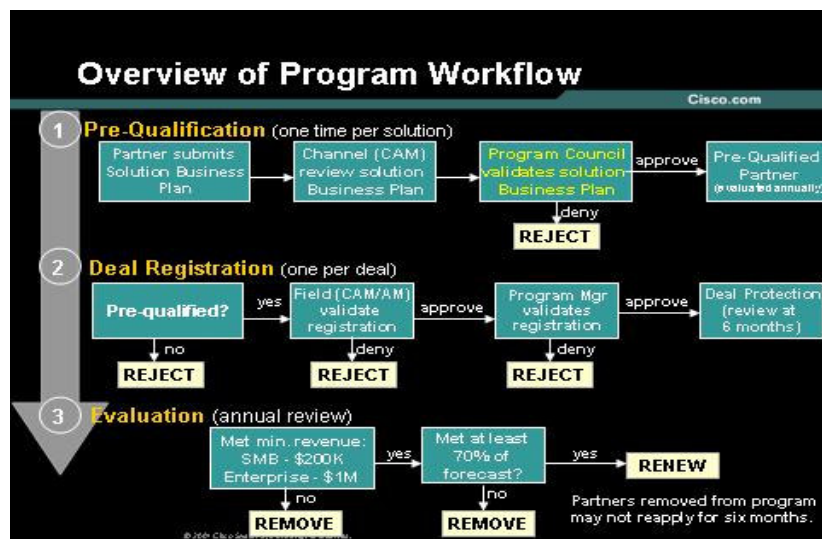 Overview of Program Workflow
Cisco.com
1 Pre-Qualification (one time per solution)
Partner submits
Solution Business
Plan
Channel (CAM)
review solution
Business Plan
Program Council
validates solution
Business Plan
approve
Pre-Qualified
Partner
(evaluated annually)
deny
REJECT
2 Deal Registration (one per deal)
Pre-qualified?
yes
Field (CAM/AM)
validate
registration
approve
Program Mgr
validates
registration
approve
Deal Protection
(review at
6 months)
no
deny
deny
REJECT
REJECT
REJECT
3 Evaluation (annual review)
Met min. revenue:
SMB - $200K
Enterprise - $1M
yes
Met at least
70% of
forecast?
yes
RENEW
no
no
REMOVE
REMOVE
Partners removed from program
may not reapply for six months.